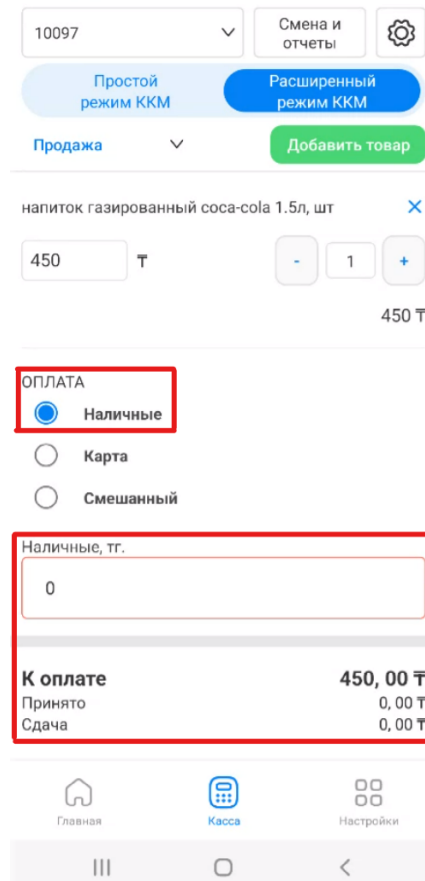 10097
Смена и
отчеты
Простой
режим ККМ
Расширенный
режим ККМ
Продажа
Добавить товар
напиток газированный coca-cola 1.5л, шт
450 ₸
- 1 +
450 ₸
ОПЛАТА
Наличные
Карта
Смешанный
Наличные, тг.
0
К оплате 450, 00 ₸
Принято 0, 00 ₸
Сдача 0, 00 ₸
Главная Касса Настройки